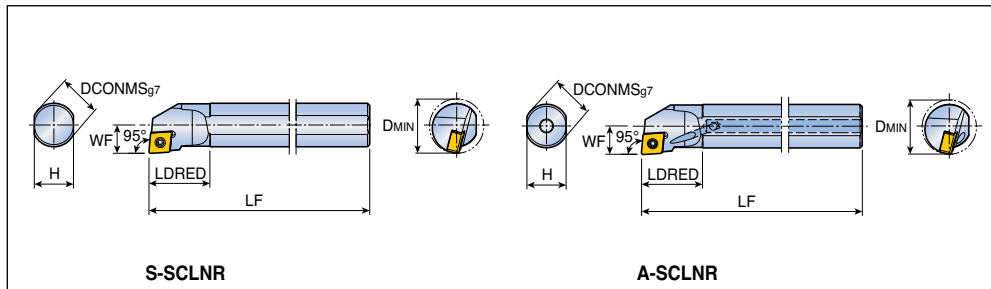 DCONMSg7
WF
95°
H
LDRED
LF
DMIN
S-SCLNR
DCONMSg7
WF
95°
H
LDRED
LF
DMIN
A-SCLNR